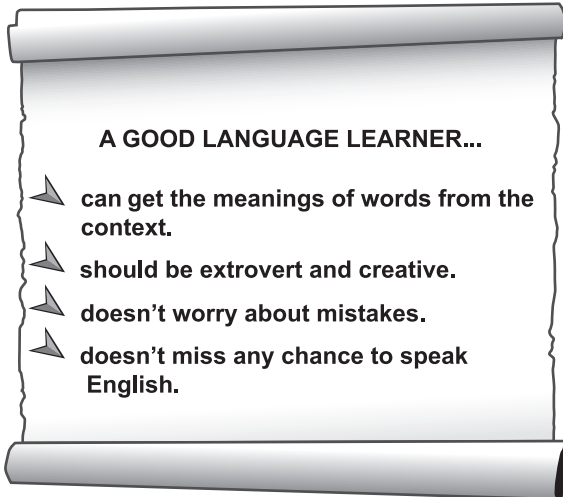 A GOOD LANGUAGE LEARNER...
can get the meanings of words from the
context.
should be extrovert and creative.
doesn't worry about mistakes.
doesn't miss any chance to speak
English.